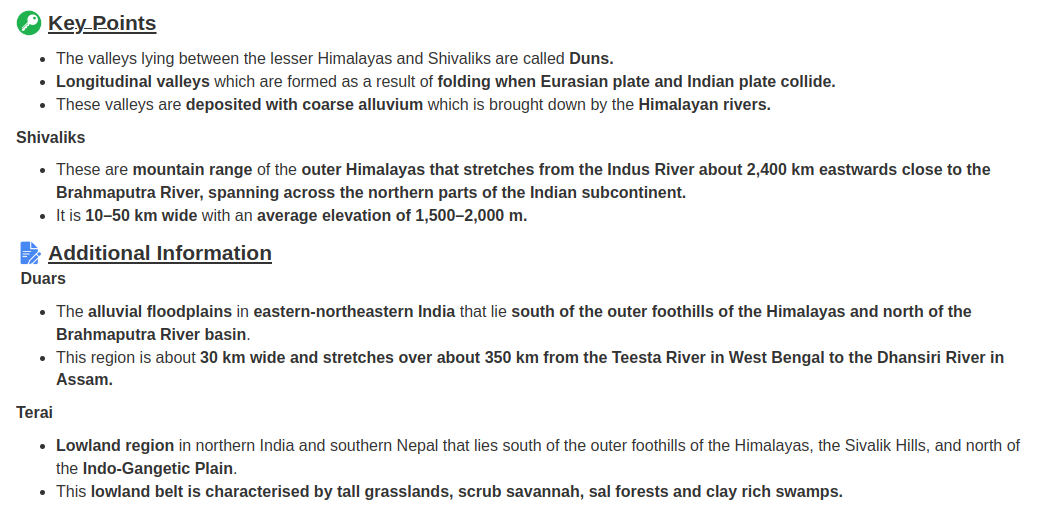 Key Points
The valleys lying between the lesser Himalayas and Shivaliks are called Duns.
Longitudinal valleys which are formed as a result of folding when Eurasian plate and Indian plate collide.
These valleys are deposited with coarse alluvium which is brought down by the Himalayan rivers.
Shivaliks
These are mountain range of the outer Himalayas that stretches from the Indus River about 2,400 km eastwards close to the
Brahmaputra River, spanning across the northern parts of the Indian subcontinent.
It is 10–50 km wide with an average elevation of 1,500–2,000 m.
Additional Information
Duars
The alluvial floodplains in eastern-northeastern India that lie south of the outer foothills of the Himalayas and north of the
Brahmaputra River basin.
This region is about 30 km wide and stretches over about 350 km from the Teesta River in West Bengal to the Dhansiri River in
Assam.
Terai
Lowland region in northern India and southern Nepal that lies south of the outer foothills of the Himalayas, the Sivalik Hills, and north of
the Indo-Gangetic Plain.
This lowland belt is characterised by tall grasslands, scrub savannah, sal forests and clay rich swamps.